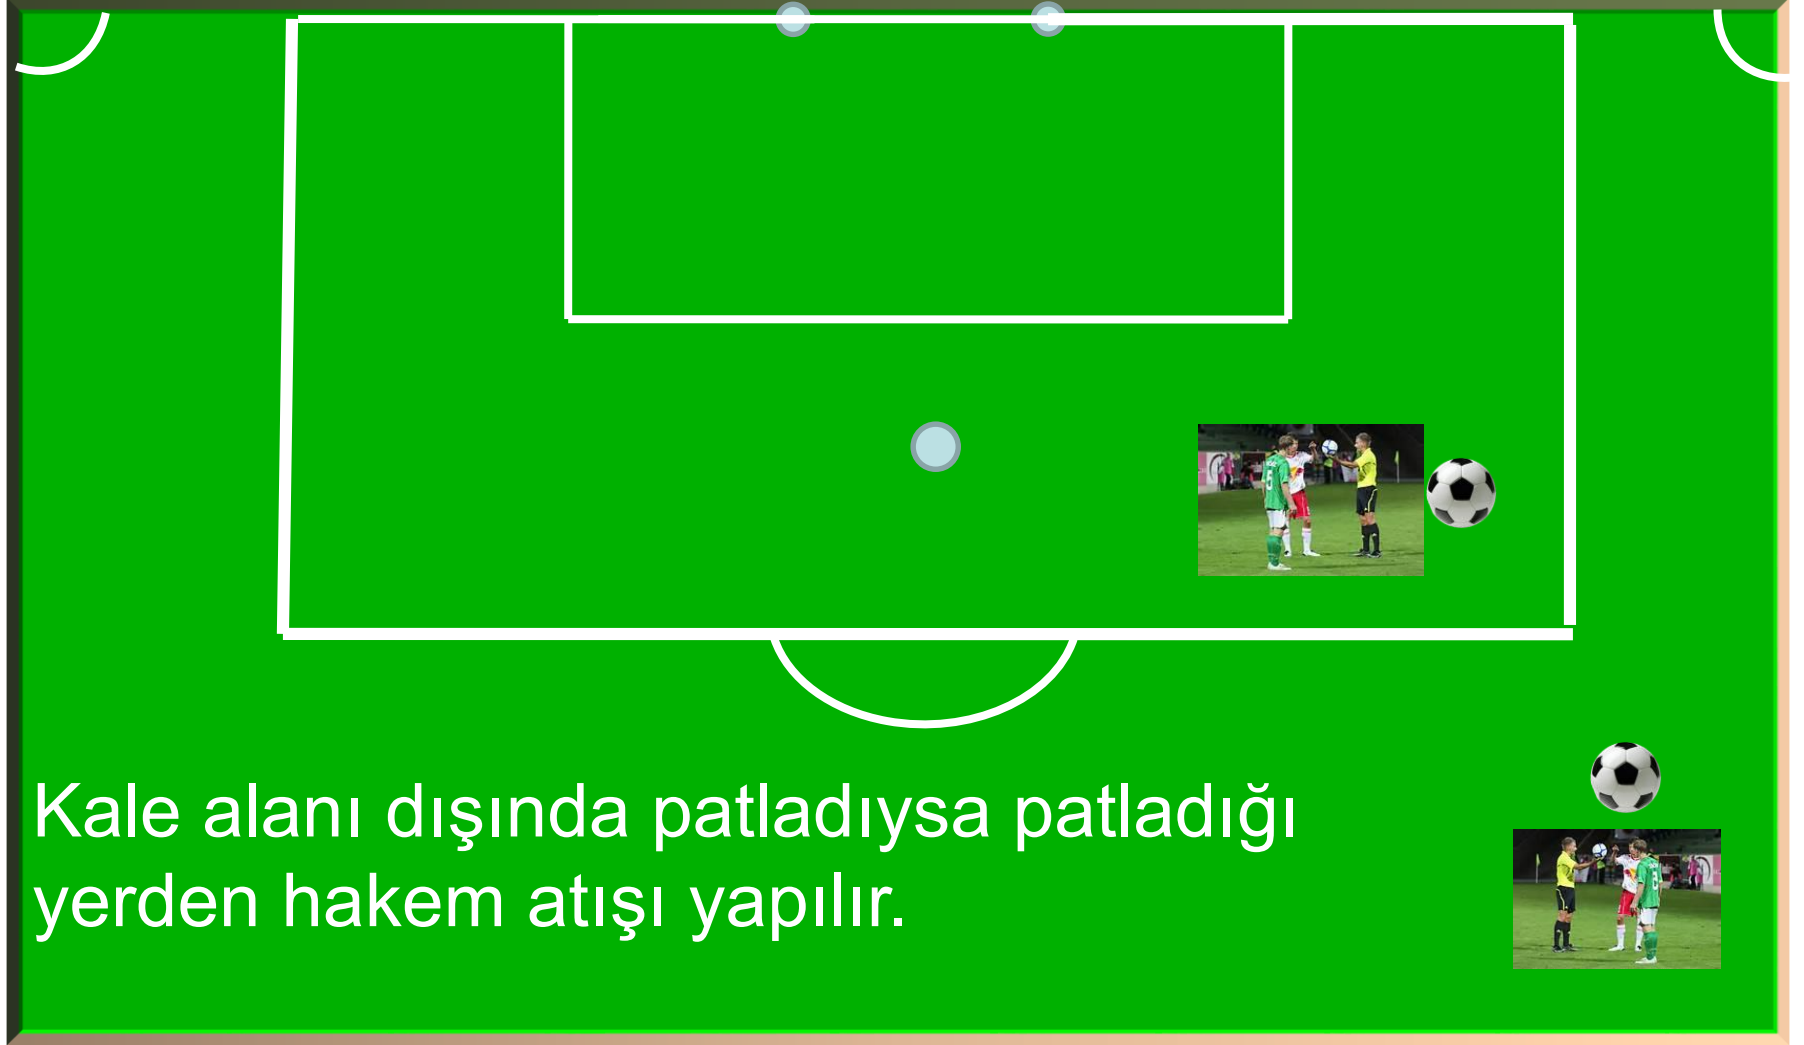 Kale alanı dışında patladıysa patladığı
yerden hakem atışı yapılır.